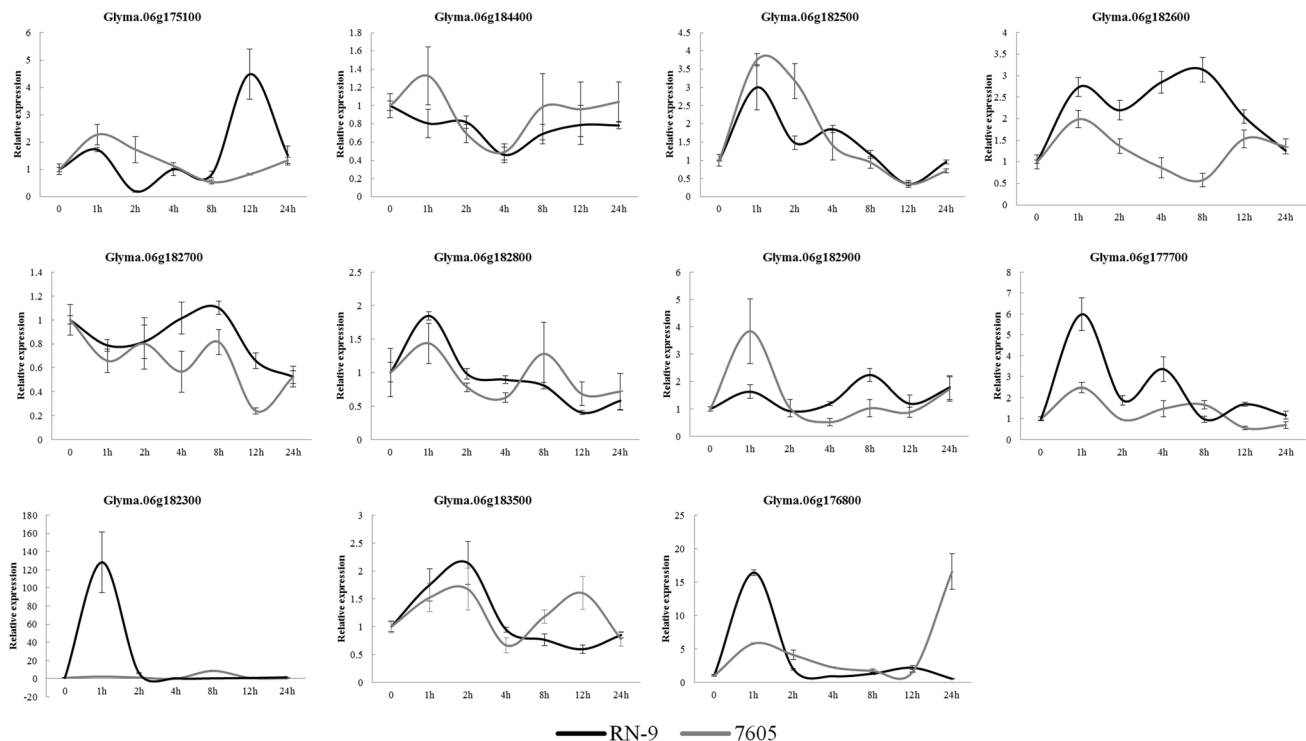 Glyma.06g175100
Relative expression
6
5
4
3
2
1
0
0 1h 2h 4h 8h 12h 24h
Glyma.06g184400
Relative expression
1.8
1.6
1.4
1.2
1
0.8
0.6
0.4
0.2
0
0 1h 2h 4h 8h 12h 24h
Glyma.06g182500
Relative expression
4.5
4
3.5
3
2.5
2
1.5
1
0.5
0
0 1h 2h 4h 8h 12h 24h
Glyma.06g182600
Relative expression
4
3.5
3
2.5
2
1.5
1
0.5
0
0 1h 2h 4h 8h 12h 24h
Glyma.06g182700
Relative expression
1.4
1.2
1
0.8
0.6
0.4
0.2
0
0 1h 2h 4h 8h 12h 24h
Glyma.06g182800
Relative expression
2.5
2
1.5
1
0.5
0
0 1h 2h 4h 8h 12h 24h
Glyma.06g182900
Relative expression
6
5
4
3
2
1
0
0 1h 2h 4h 8h 12h 24h
Glyma.06g177700
Relative expression
8
7
6
5
4
3
2
1
0
0 1h 2h 4h 8h 12h 24h
Glyma.06g182300
Relative expression
180
160
140
120
100
80
60
40
20
0
-20
0 1h 2h 4h 8h 12h 24h
Glyma.06g183500
Relative expression
3
2.5
2
1.5
1
0.5
0
0 1h 2h 4h 8h 12h 24h
Glyma.06g176800
Relative expression
25
20
15
10
5
0
0 1h 2h 4h 8h 12h 24h
RN-9 7605